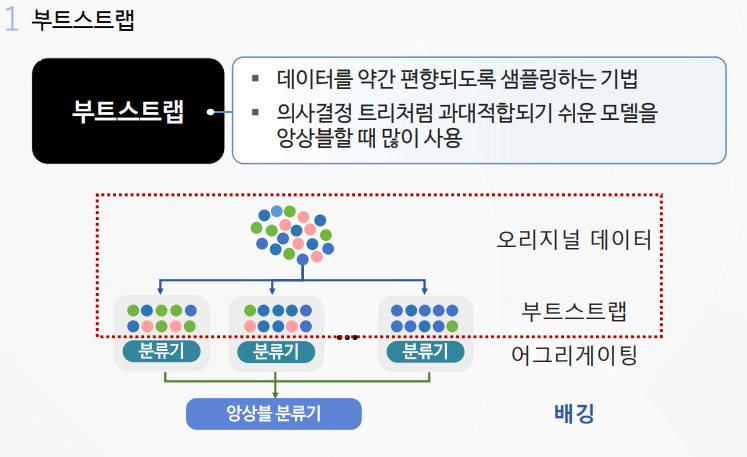 1 부트스트랩
부트스트랩
▪ 데이터를 약간 편향되도록 샘플링하는 기법
▪ 의사결정 트리처럼 과대적합되기 쉬운 모델을
앙상블할 때 많이 사용
오리지널 데이터
부트스트랩
...
분류기 분류기 분류기
어그리게이팅
앙상블 분류기
배깅